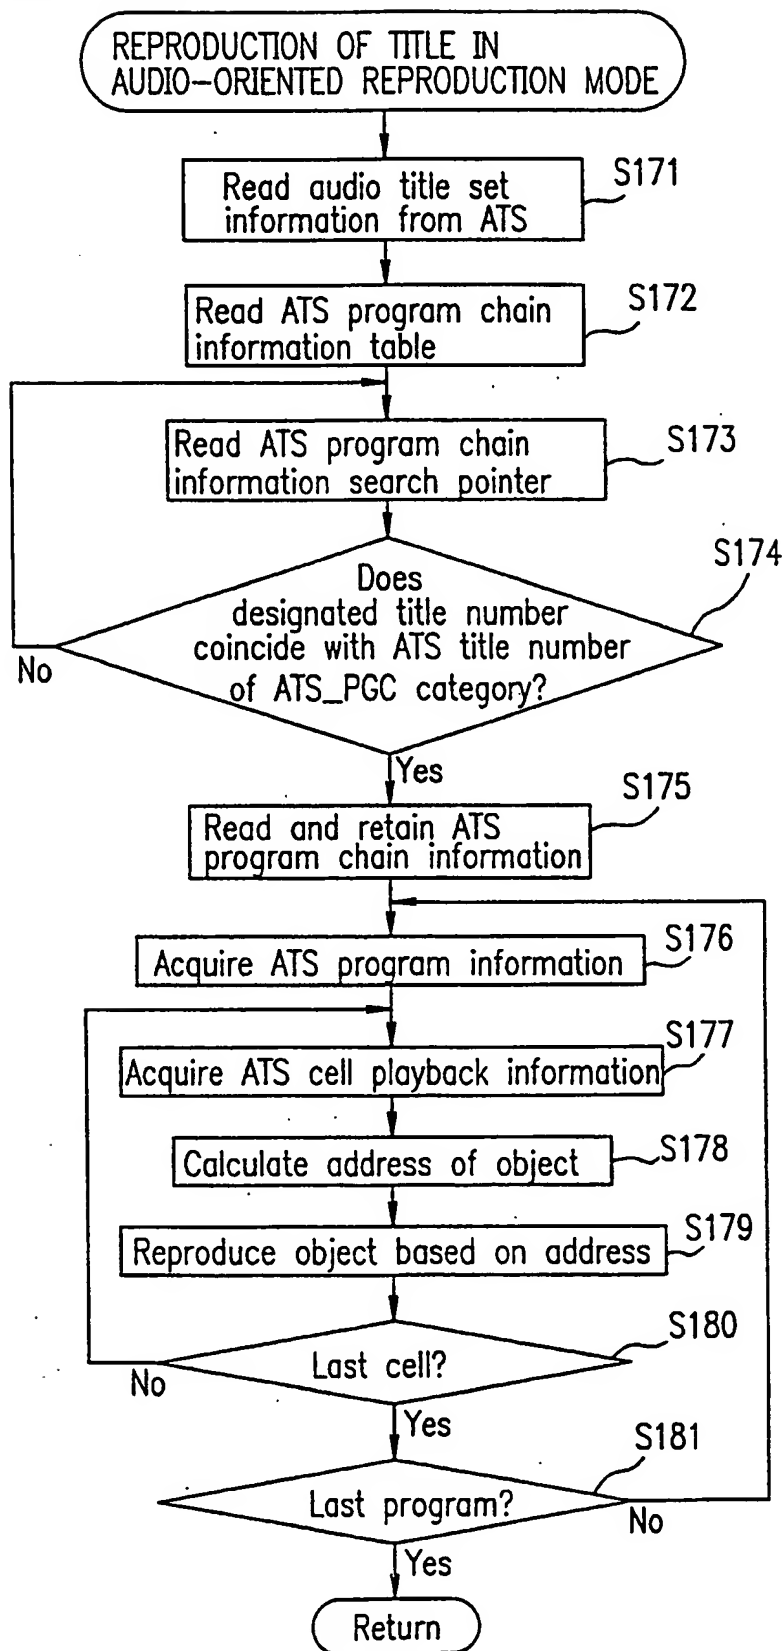 REPRODUCTION OF TITLE IN
AUDIO-ORIENTED REPRODUCTION MODE
Read audio title set
information from ATS
S171
Read ATS program chain
information table
S172
Read ATS program chain
information search pointer
S173
Does
designated title number
coincide with ATS title number
of ATS_PGC category?
S174
No
Yes
Read and retain ATS
program chain information
S175
Acquire ATS program information
S176
Acquire ATS cell playback information
S177
Calculate address of object
S178
Reproduce object based on address
S179
Last cell?
S180
No
Yes
Last program?
S181
No
Yes
Return